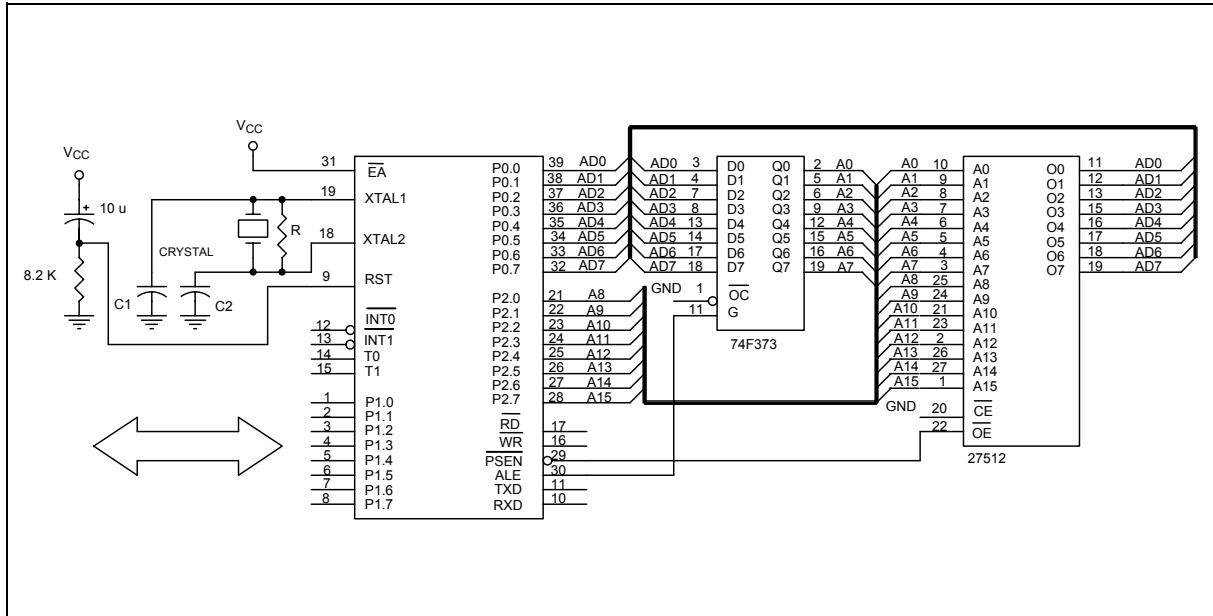 VCC
VCC
10 u
+
8.2 K
CRYSTAL
C1
C2
R
31 EA
19 XTAL1
18 XTAL2
9 RST
12 INT0
13 INT1
14 T0
15 T1
1 P1.0
2 P1.1
3 P1.2
4 P1.3
5 P1.4
6 P1.5
7 P1.6
8 P1.7
P0.0 39 AD0
P0.1 38 AD1
P0.2 37 AD2
P0.3 36 AD3
P0.4 35 AD4
P0.5 34 AD5
P0.6 33 AD6
P0.7 32 AD7
P2.0 21 A8
P2.1 22 A9
P2.2 23 A10
P2.3 24 A11
P2.4 25 A12
P2.5 26 A13
P2.6 27 A14
P2.7 28 A15
RD 17
WR 16
PSEN 29
ALE 30
TXD 11
RXD 10
AD0 3 D0 Q0 2 A0
AD1 4 D1 Q1 5 A1
AD2 7 D2 Q2 6 A2
AD3 8 D3 Q3 9 A3
AD4 13 D4 Q4 12 A4
AD5 14 D5 Q5 15 A5
AD6 17 D6 Q6 16 A6
AD7 18 D7 Q7 19 A7
GND 1 OC
11 G
74F373
A0 10 A0 O0 11 AD0
A1 9 A1 O1 12 AD1
A2 8 A2 O2 13 AD2
A3 7 A3 O3 15 AD3
A4 6 A4 O4 16 AD4
A5 5 A5 O5 17 AD5
A6 4 A6 O6 18 AD6
A7 3 A7 O7 19 AD7
A8 25 A8
A9 24 A9
A10 21 A10
A11 23 A11
A12 2 A12
A13 26 A13
A14 27 A14
A15 1 A15
GND 20 CE
22 OE
27512